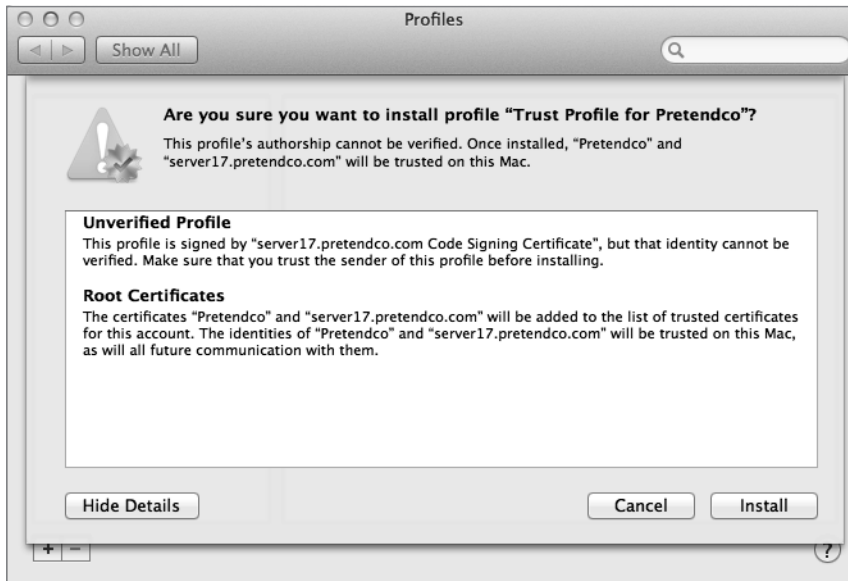 Profiles
Show All
Are you sure you want to install profile “Trust Profile for Pretendco”?
This profile’s authorship cannot be verified. Once installed, “Pretendco” and
“server17.pretendco.com” will be trusted on this Mac.
Unverified Profile
This profile is signed by “server17.pretendco.com Code Signing Certificate”, but that identity cannot be
verified. Make sure that you trust the sender of this profile before installing.
Root Certificates
The certificates “Pretendco” and “server17.pretendco.com” will be added to the list of trusted certificates
for this account. The identities of “Pretendco” and “server17.pretendco.com” will be trusted on this Mac,
as will all future communication with them.
Hide Details
Cancel
Install
+ −
?